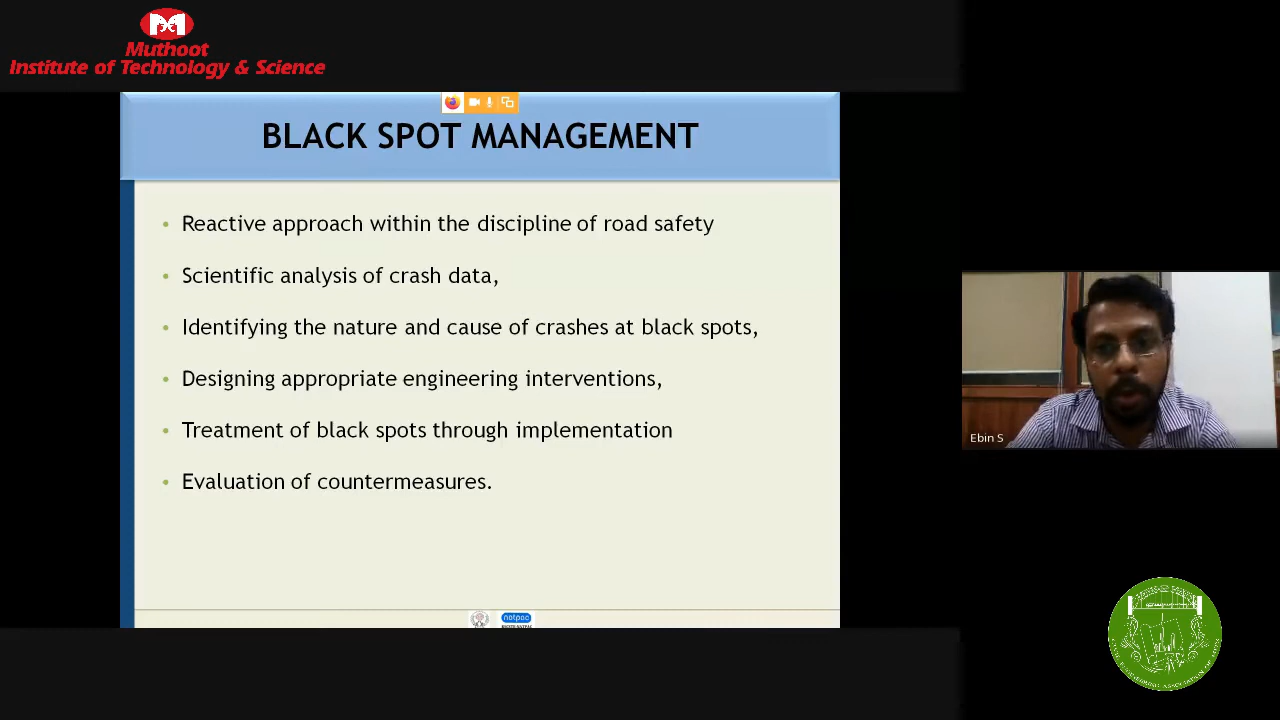 Muthoot
Institute of Technology & Science
BLACK SPOT MANAGEMENT
• Reactive approach within the discipline of road safety
• Scientific analysis of crash data,
• Identifying the nature and cause of crashes at black spots,
• Designing appropriate engineering interventions,
• Treatment of black spots through implementation
• Evaluation of countermeasures.
natpac
Ebin S